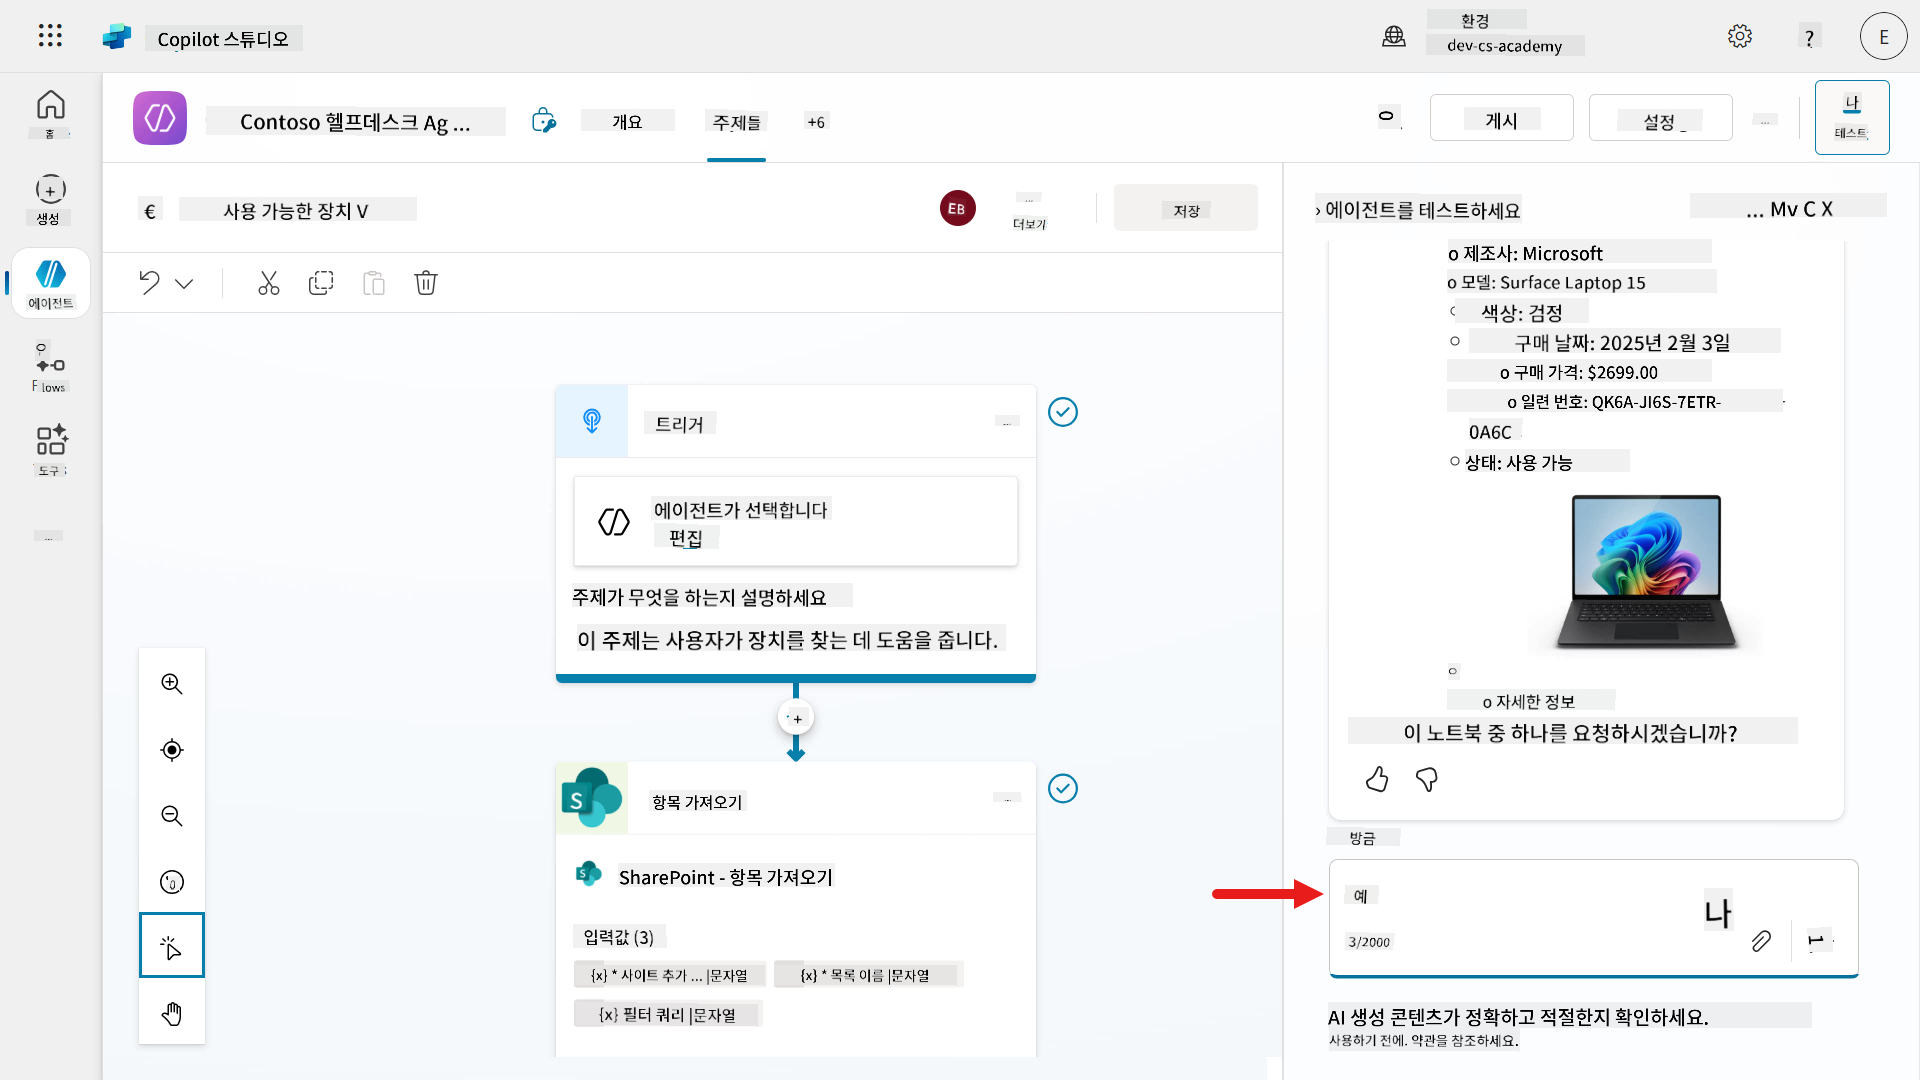 Copilot 스튜디오
환경
dev-cs-academy
?
E
홈
생성
에이전트
Flows
도구
Contoso 헬프데스크 Ag ...
개요
주제들
+6
게시
설정
...
나
테스트
€
사용 가능한 장치 V
EB
...
더보기
저장
트리거
...
에이전트가 선택합니다
편집
주제가 무엇을 하는지 설명하세요
이 주제는 사용자가 장치를 찾는 데 도움을 줍니다.
+
항목 가져오기
...
SharePoint - 항목 가져오기
입력값 (3)
{x} * 사이트 추가 ... |문자열
{x} * 목록 이름 |문자열
{x} 필터 쿼리 |문자열
› 에이전트를 테스트하세요
... Mv C X
o 제조사: Microsoft
o 모델: Surface Laptop 15
색상: 검정
○ 구매 날짜: 2025년 2월 3일
o 구매 가격: $2699.00
o 일련 번호: QK6A-JI6S-7ETR-
0A6C
○ 상태: 사용 가능
o 자세한 정보
이 노트북 중 하나를 요청하시겠습니까?
방금
예
나
3/2000
AI 생성 콘텐츠가 정확하고 적절한지 확인하세요.
사용하기 전에. 약관을 참조하세요.